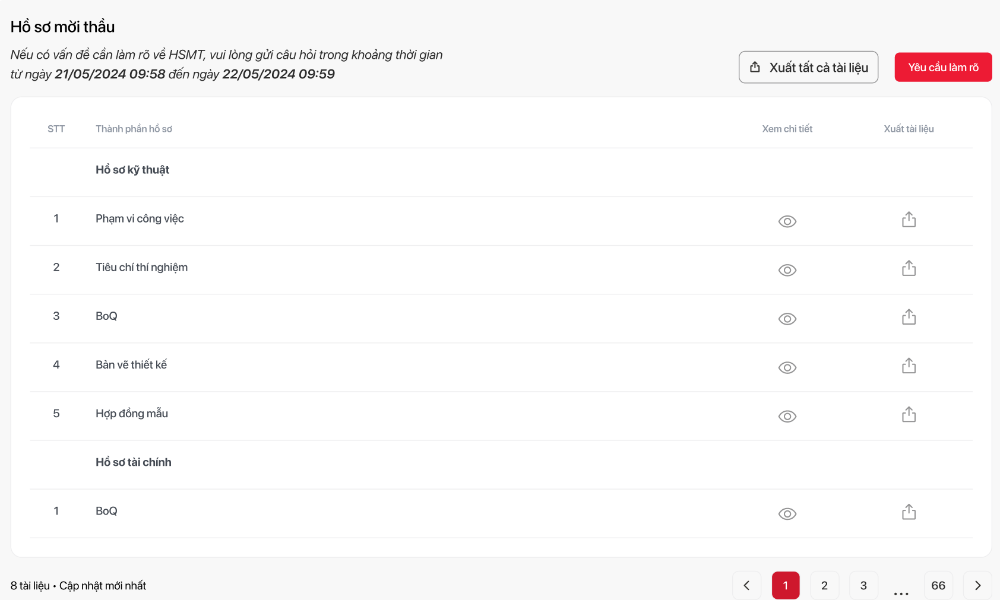 Hồ sơ mời thầu
Nếu có vấn đề cần làm rõ về HSMT, vui lòng gửi câu hỏi trong khoảng thời gian
từ ngày 21/05/2024 09:58 đến ngày 22/05/2024 09:59
Xuất tất cả tài liệu
Yêu cầu làm rõ
STT Thành phần hồ sơ Xem chi tiết Xuất tài liệu
Hồ sơ kỹ thuật
1 Phạm vi công việc
2 Tiêu chí thí nghiệm
3 BoQ
4 Bản vẽ thiết kế
5 Hợp đồng mẫu
Hồ sơ tài chính
1 BoQ
8 tài liệu • Cập nhật mới nhất
1 2 3 ... 66